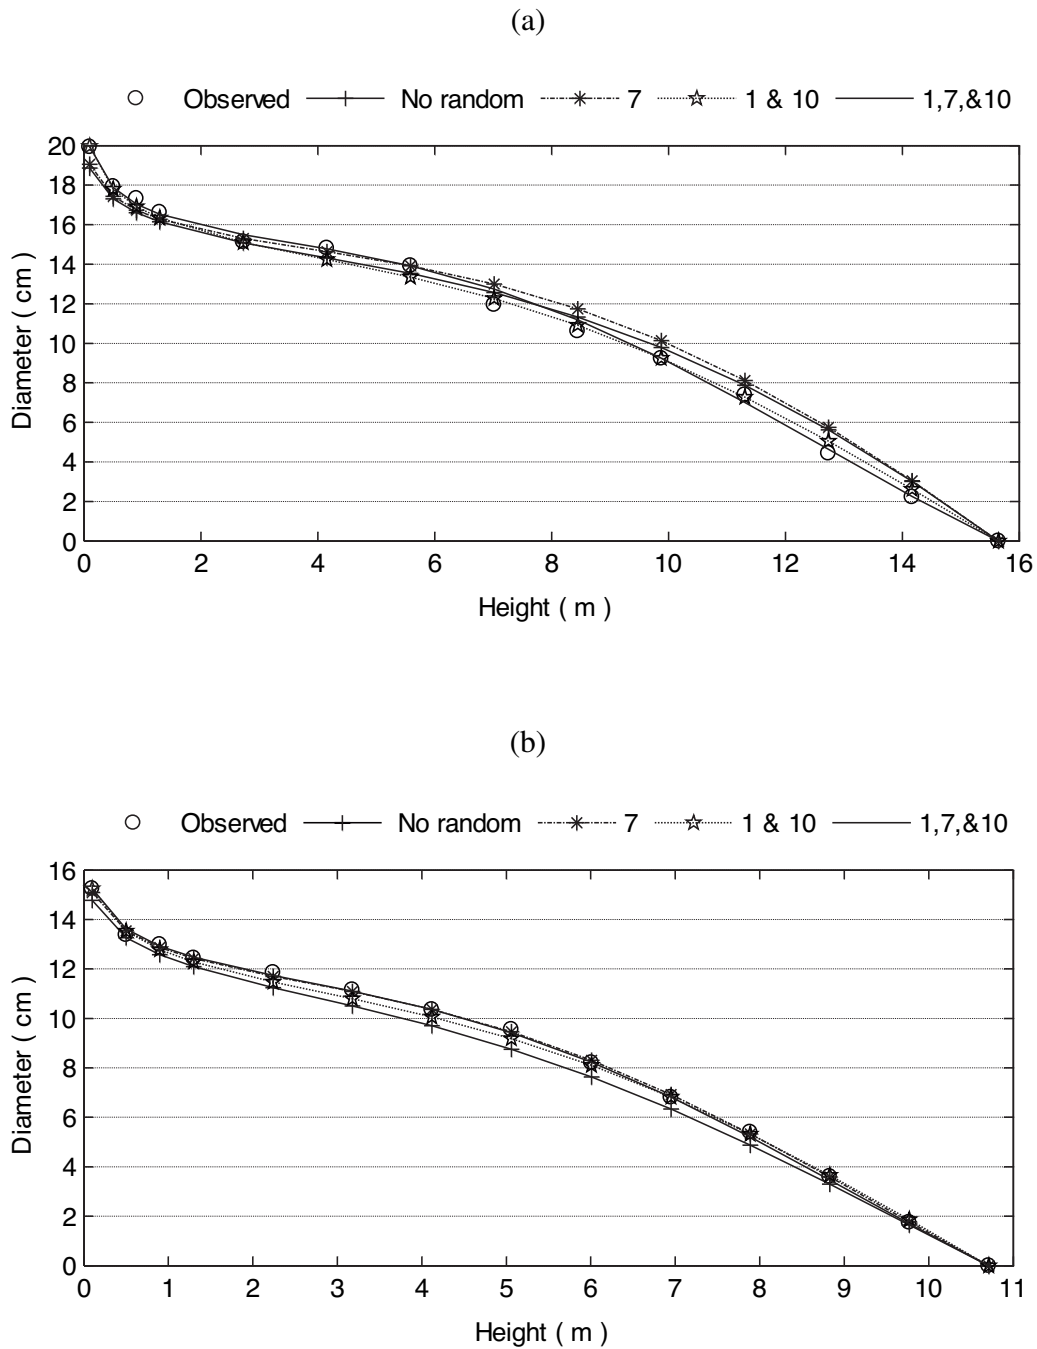 (a)
Observed No random 7 1 & 10 1,7,&10
20
18
16
14
12
10
8
6
4
2
0
Diameter ( cm )
0 2 4 6 8 10 12 14 16
Height ( m )
(b)
Observed No random 7 1 & 10 1,7,&10
16
14
12
10
8
6
4
2
0
Diameter ( cm )
0 1 2 3 4 5 6 7 8 9 10 11
Height ( m )